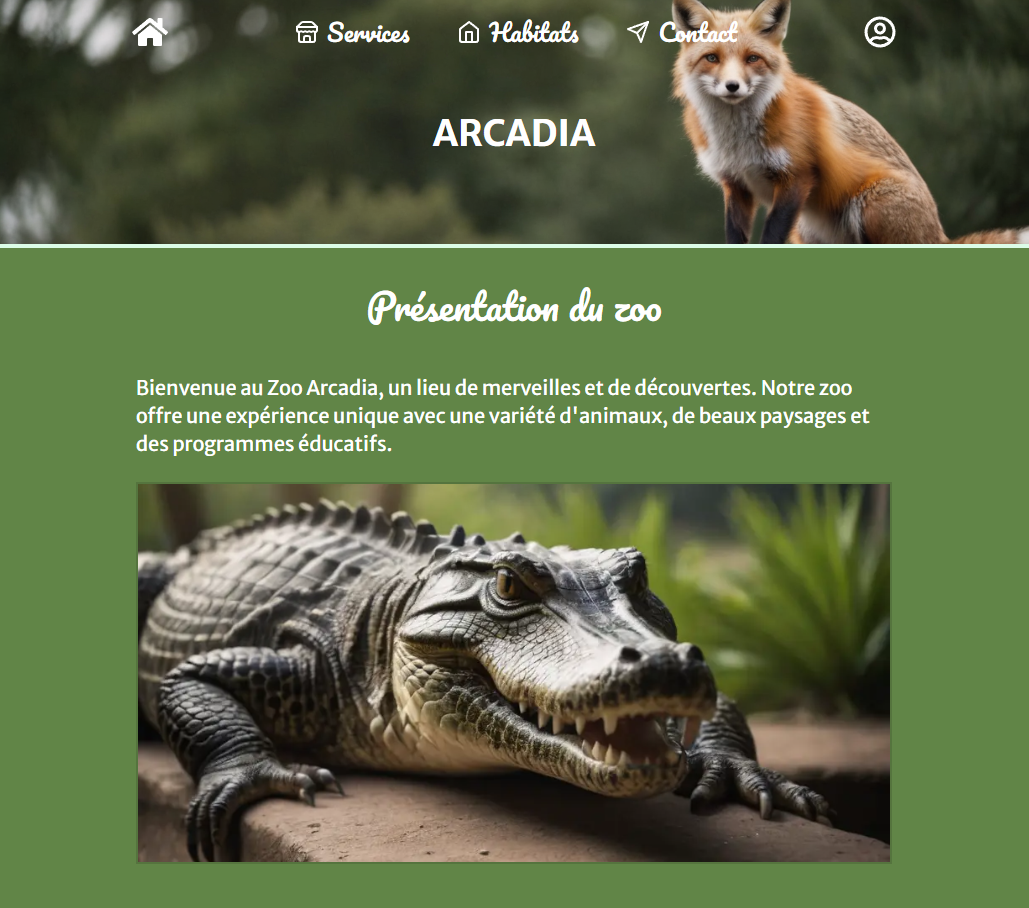 Services Habitats Contact
ARCADIA
Présentation du zoo
Bienvenue au Zoo Arcadia, un lieu de merveilles et de découvertes. Notre zoo
offre une expérience unique avec une variété d'animaux, de beaux paysages et
des programmes éducatifs.